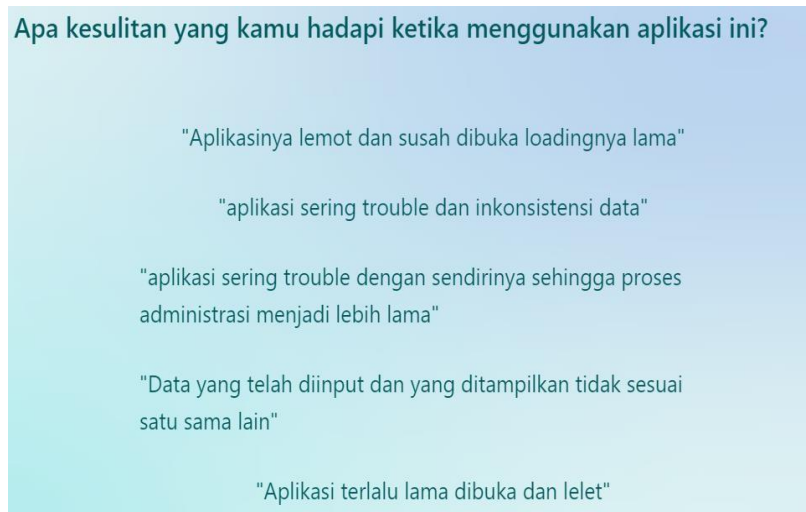 Apa kesulitan yang kamu hadapi ketika menggunakan aplikasi ini?
"Aplikasinya lemot dan susah dibuka loadingnya lama"
"aplikasi sering trouble dan inkonsistensi data"
"aplikasi sering trouble dengan sendirinya sehingga proses
administrasi menjadi lebih lama"
"Data yang telah diinput dan yang ditampilkan tidak sesuai
satu sama lain"
"Aplikasi terlalu lama dibuka dan lelet"